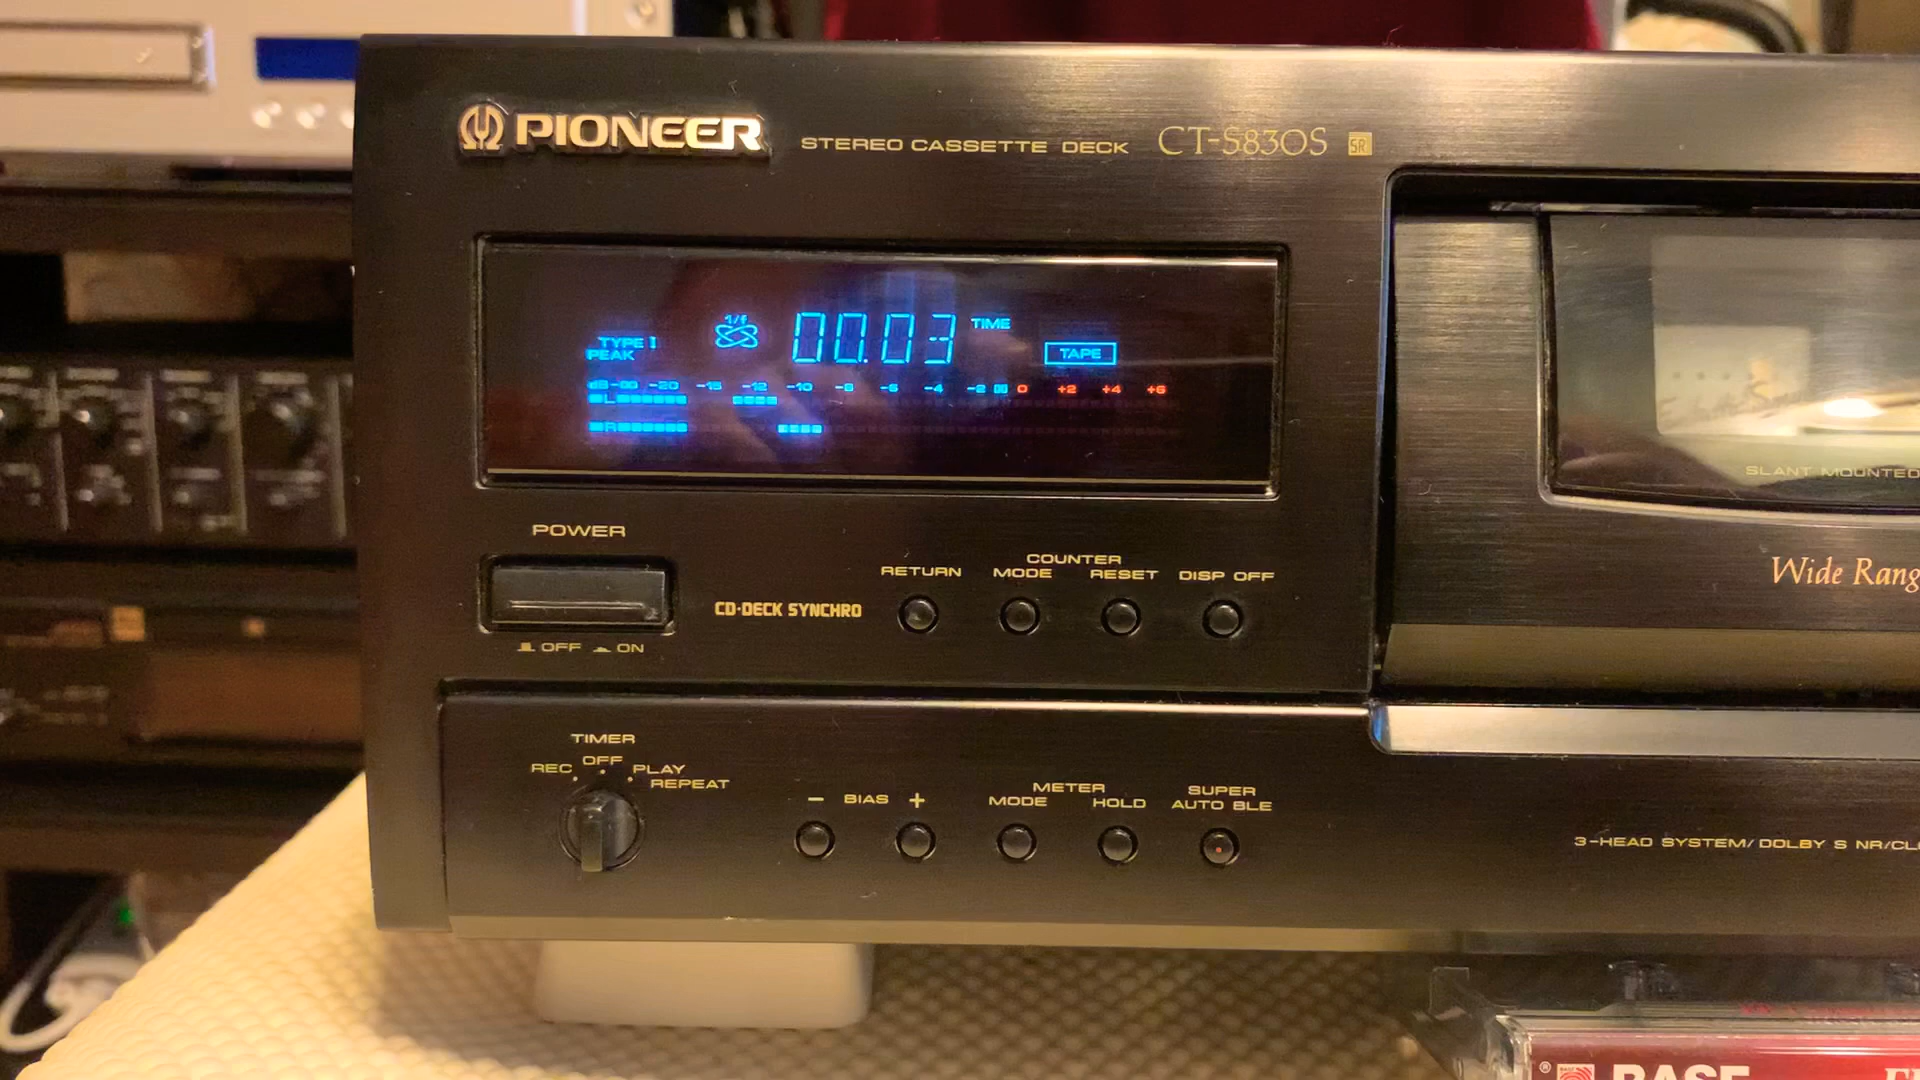 PIONEER STEREO CASSETTE DECK CT-S830S SR
1/f 00.03 TIME
TYPE I
PEAK
TAPE
dB -∞ -20 -15 -12 -10 -8 -6 -4 -2 0 +2 +4 +6
L
R
SLANT MOUNTED
POWER
OFF ON
CD·DECK SYNCHRO
COUNTER
RETURN MODE RESET DISP OFF
Wide Rang
TIMER
REC OFF PLAY
REPEAT
- BIAS +
METER
MODE HOLD
SUPER
AUTO BLE
3-HEAD SYSTEM/DOLBY S NR/CL
® BASF